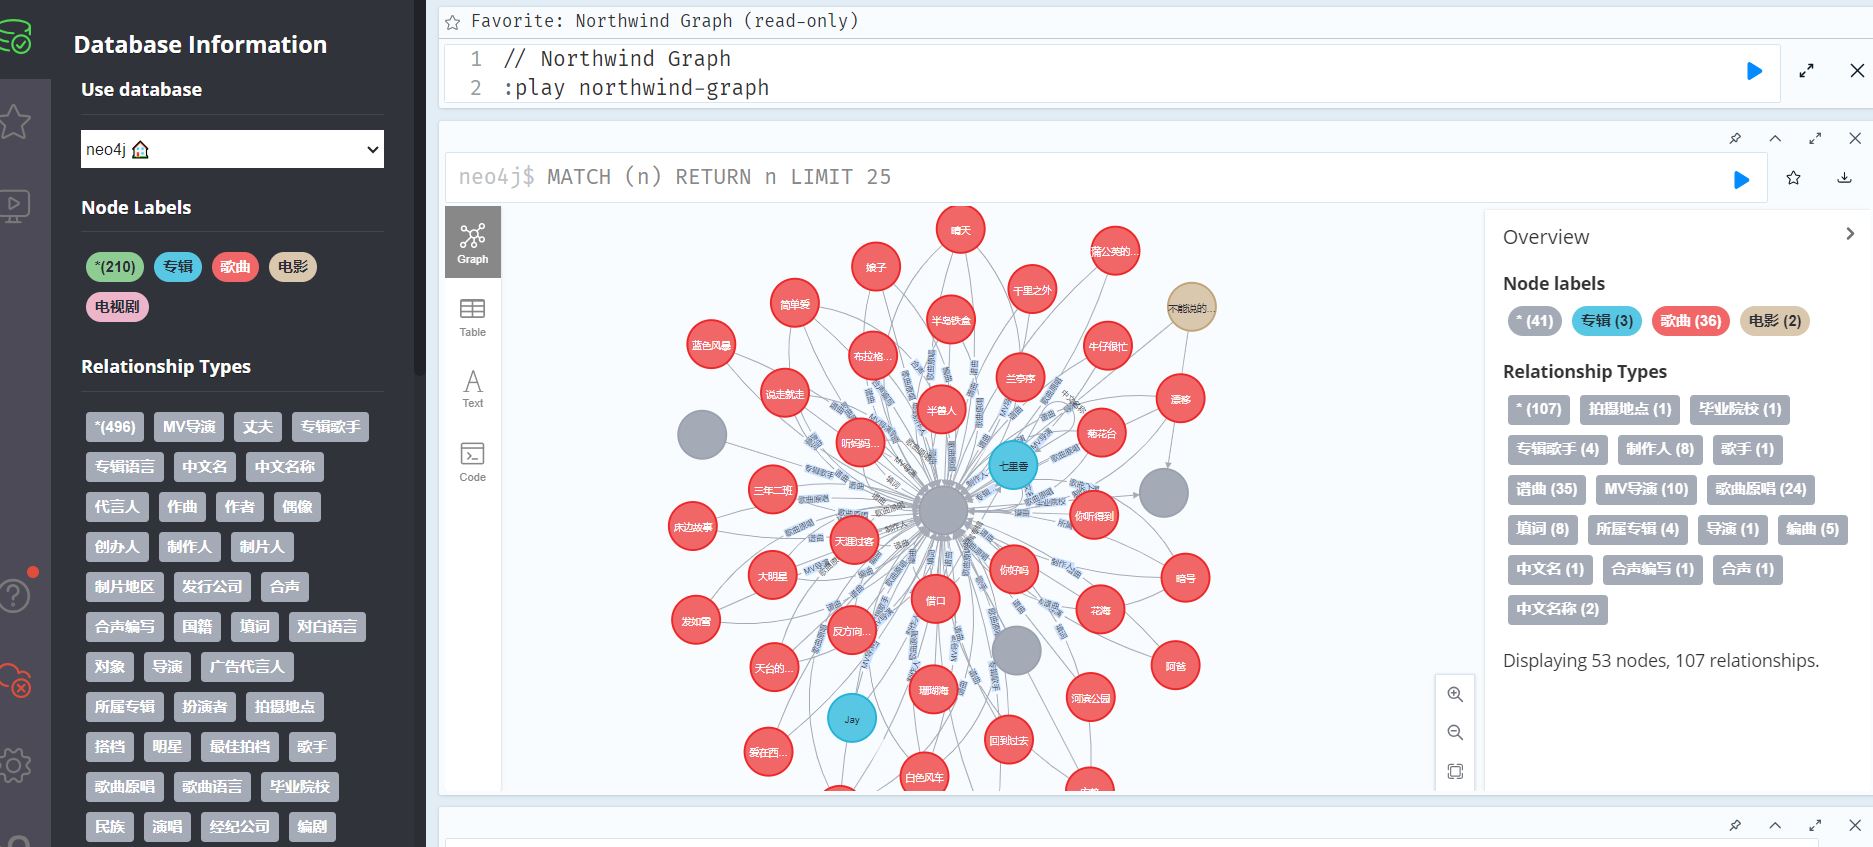 Database Information
Use database
neo4j
Node Labels
*(210) 专辑 歌曲 电影
电视剧
Relationship Types
*(496) MV导演 丈夫 专辑歌手
专辑语言 中文名 中文名称
代言人 作曲 作者 偶像
创办人 制作人 制片人
制片地区 发行公司 合声
合声编写 国籍 填词 对白语言
对象 导演 广告代言人
所属专辑 扮演者 拍摄地点
搭档 明星 最佳拍档 歌手
歌曲原唱 歌曲语言 毕业院校
民族 演唱 经纪公司 编剧
Favorite: Northwind Graph (read-only)
1 // Northwind Graph
2 :play northwind-graph
neo4j$ MATCH (n) RETURN n LIMIT 25
Graph
Table
Text
Code
晴天
蒲公英的...
娘子
千里之外
简单爱
不能说的...
半岛铁盒
蓝色风暴
布拉格...
牛仔很忙
兰亭序
说走就走
漂移
半兽人
菊花台
听妈妈...
七里香
三年二班
你听得到
床边故事
天涯过客
大明星
你好吗
暗号
借口
花海
发如雪
反方向...
天台的...
阿爸
珊瑚海
河滨公园
Jay
回到过去
爱在西...
白色风车
Overview
Node labels
* (41) 专辑 (3) 歌曲 (36) 电影 (2)
Relationship Types
* (107) 拍摄地点 (1) 毕业院校 (1)
专辑歌手 (4) 制作人 (8) 歌手 (1)
谱曲 (35) MV导演 (10) 歌曲原唱 (24)
填词 (8) 所属专辑 (4) 导演 (1) 编曲 (5)
中文名 (1) 合声编写 (1) 合声 (1)
中文名称 (2)
Displaying 53 nodes, 107 relationships.